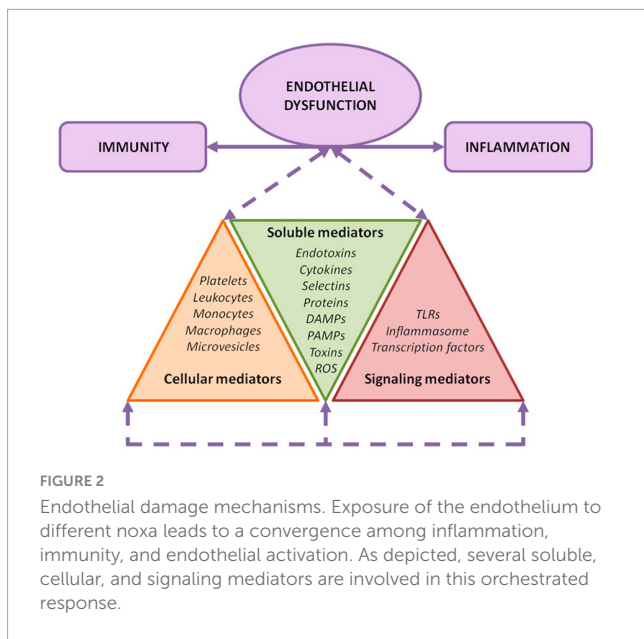 ENDOTHELIAL
DYSFUNCTION
IMMUNITY
INFLAMMATION
Soluble mediators
Endotoxins
Cytokines
Selectins
Proteins
DAMPs
PAMPs
Toxins
ROS
Platelets
Leukocytes
Monocytes
Macrophages
Microvesicles
Cellular mediators
TLRs
Inflammasome
Transcription factors
Signaling mediators
FIGURE 2
Endothelial damage mechanisms. Exposure of the endothelium to
different noxa leads to a convergence among inflammation,
immunity, and endothelial activation. As depicted, several soluble,
cellular, and signaling mediators are involved in this orchestrated
response.